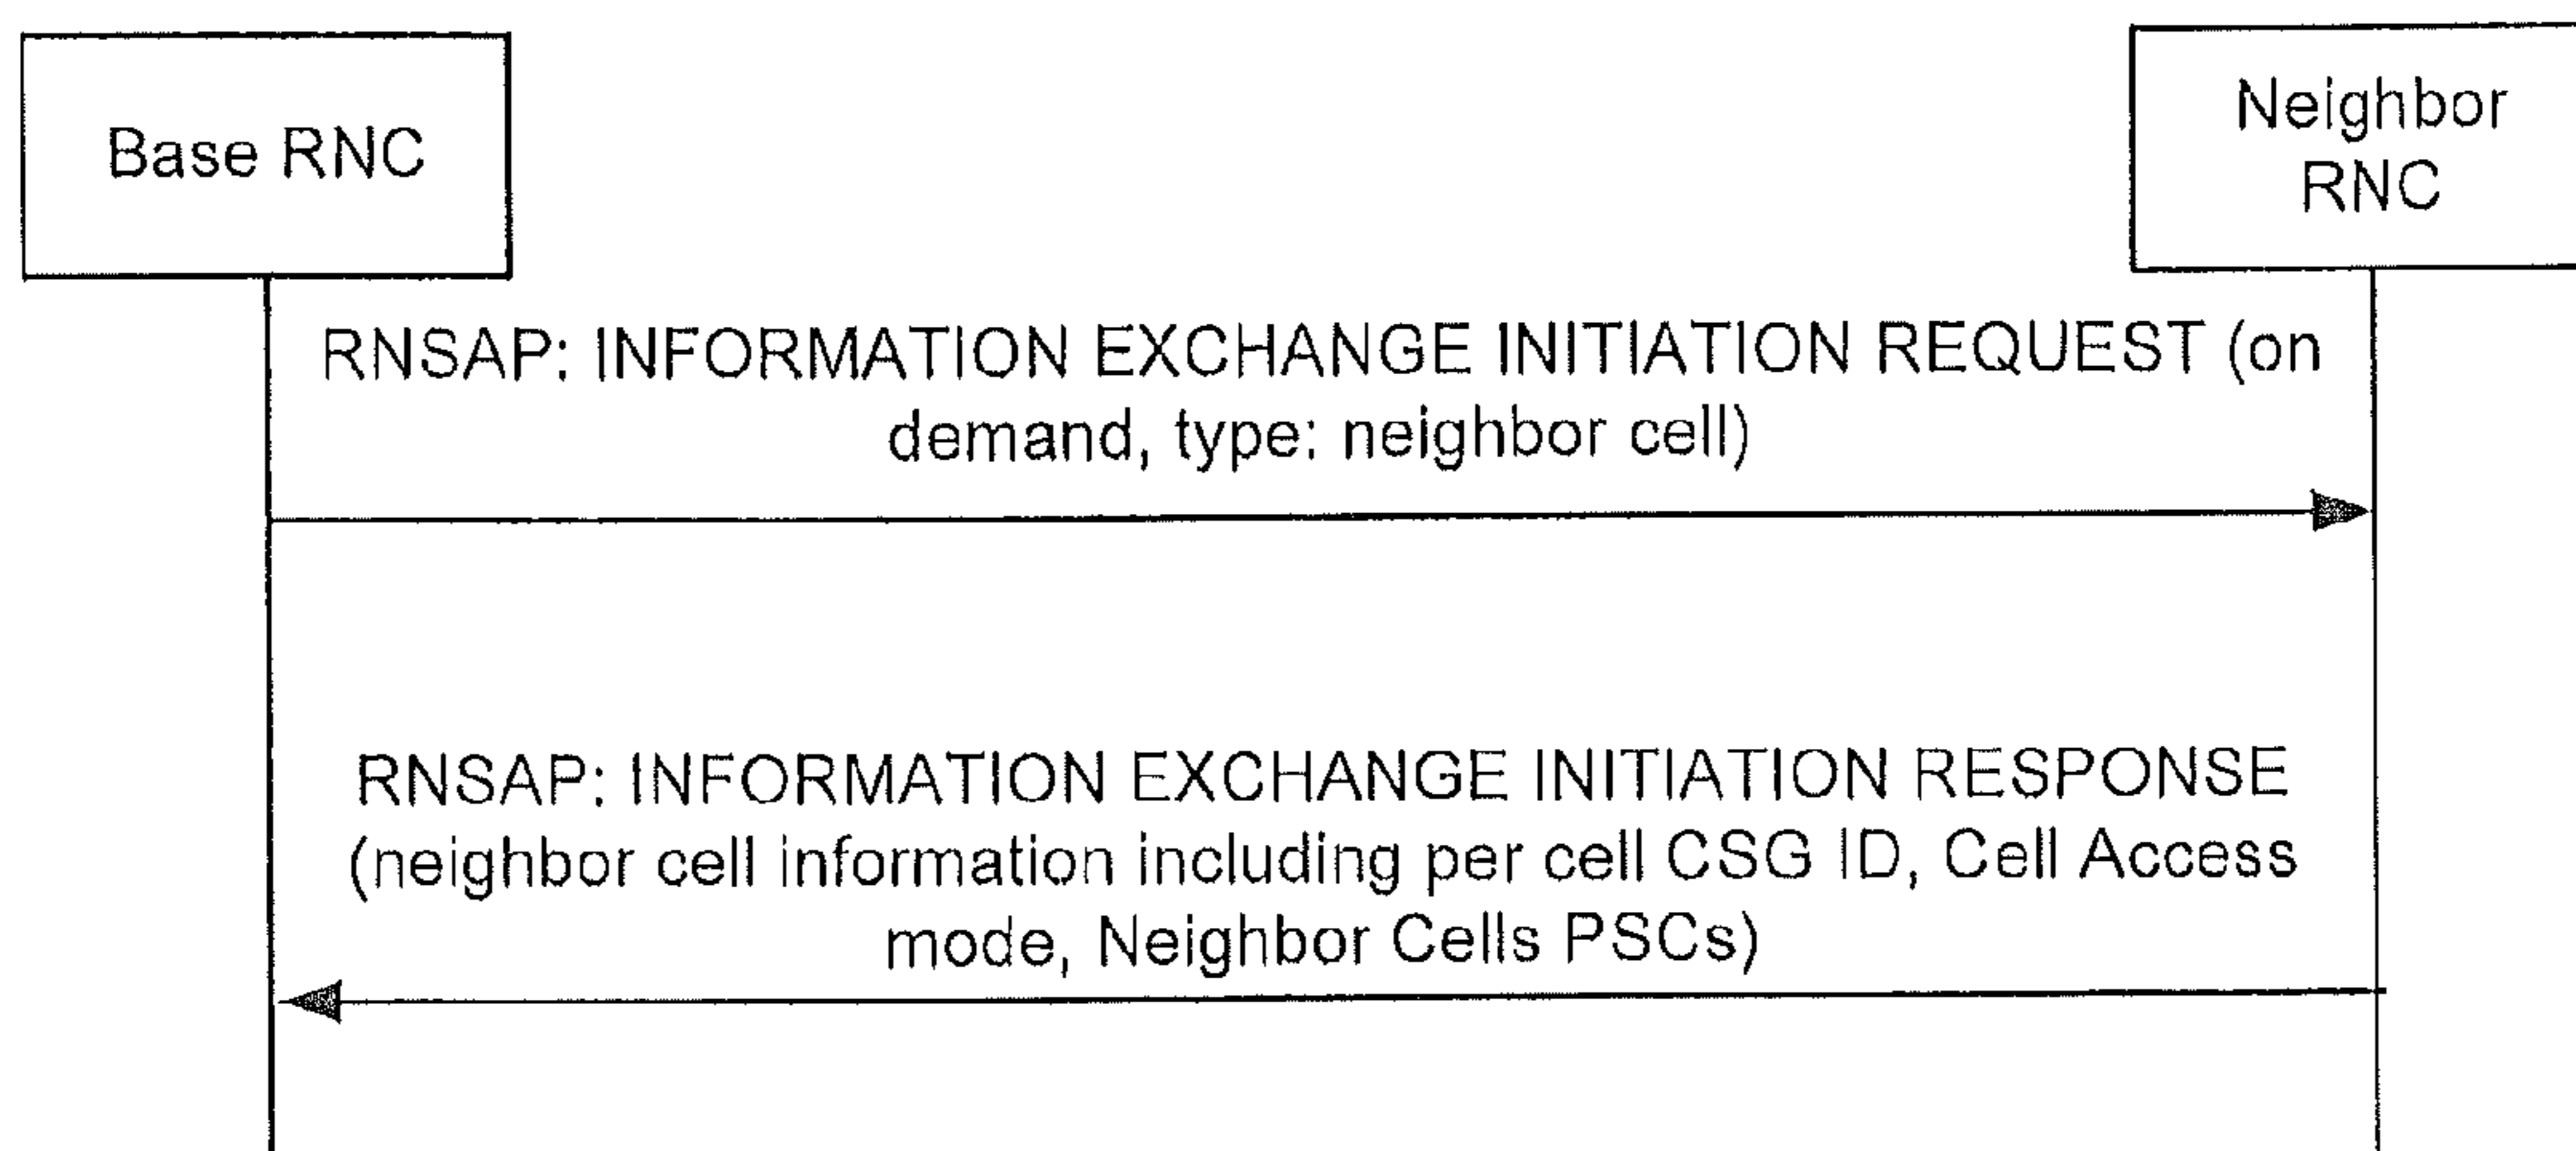 Base RNC
Neighbor
RNC
RNSAP: INFORMATION EXCHANGE INITIATION REQUEST (on
demand, type: neighbor cell)
RNSAP: INFORMATION EXCHANGE INITIATION RESPONSE
(neighbor cell information including per cell CSG ID, Cell Access
mode, Neighbor Cells PSCs)